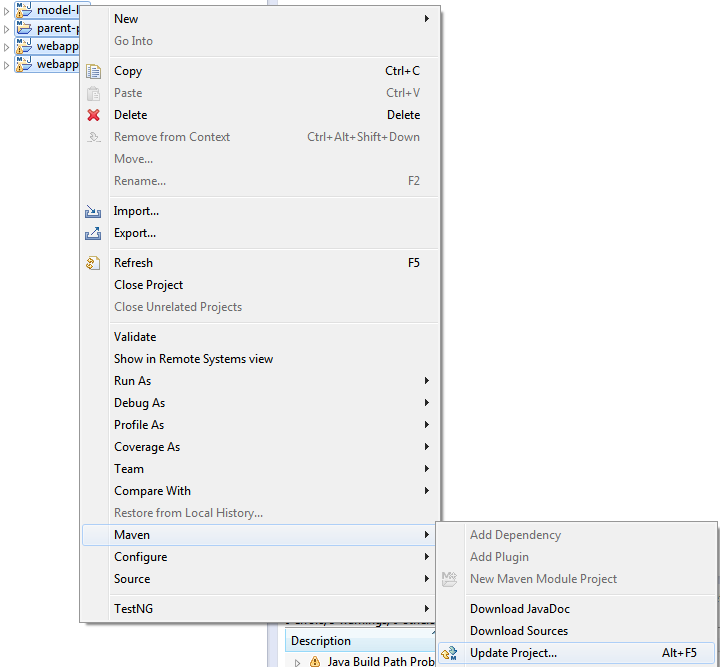 model-
New
parent-
Go Into
webapp
webapp
Copy Ctrl+C
Paste Ctrl+V
Delete Delete
Remove from Context Ctrl+Alt+Shift+Down
Move...
Rename... F2
Import...
Export...
Refresh F5
Close Project
Close Unrelated Projects
Validate
Show in Remote Systems view
Run As
Debug As
Profile As
Coverage As
Team
Compare With
Restore from Local History...
Maven
Configure
Source
TestNG
Add Dependency
Add Plugin
New Maven Module Project
Download JavaDoc
Download Sources
Update Project... Alt+F5
Description
Java Build Path Prob